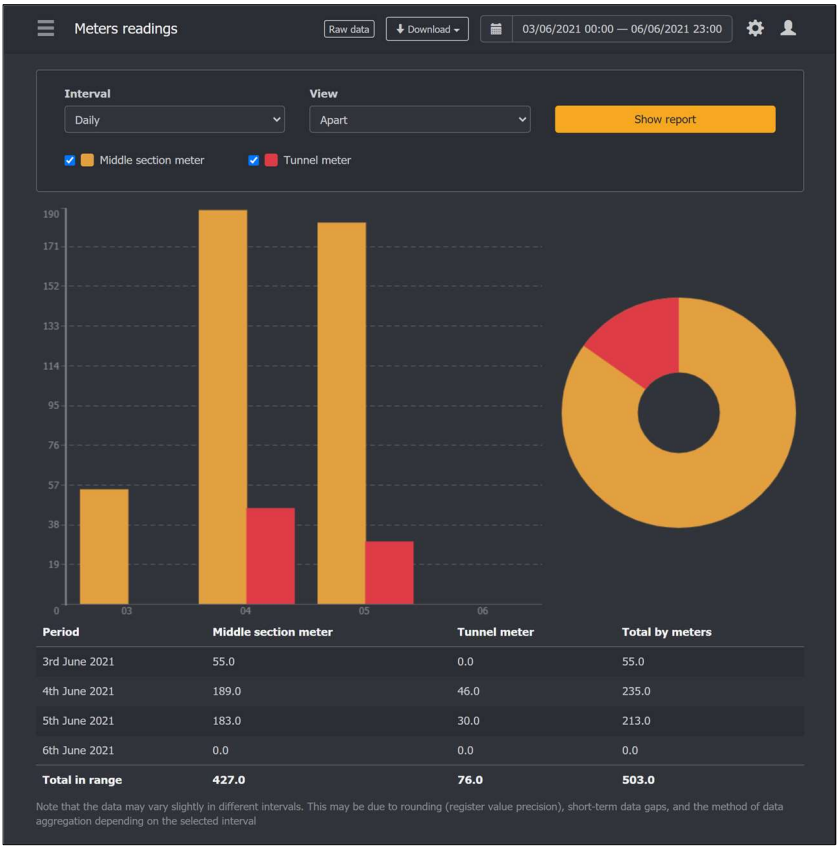 Meters readings Raw data Download 03/06/2021 00:00 — 06/06/2021 23:00
Interval View
Daily Apart Show report
Middle section meter Tunnel meter
190
171
152
133
114
95
76
57
38
19
0 03 04 05 06
Period Middle section meter Tunnel meter Total by meters
3rd June 2021 55.0 0.0 55.0
4th June 2021 189.0 46.0 235.0
5th June 2021 183.0 30.0 213.0
6th June 2021 0.0 0.0 0.0
Total in range 427.0 76.0 503.0
Note that the data may vary slightly in different intervals. This may be due to rounding (register value precision), short-term data gaps, and the method of data
aggregation depending on the selected interval